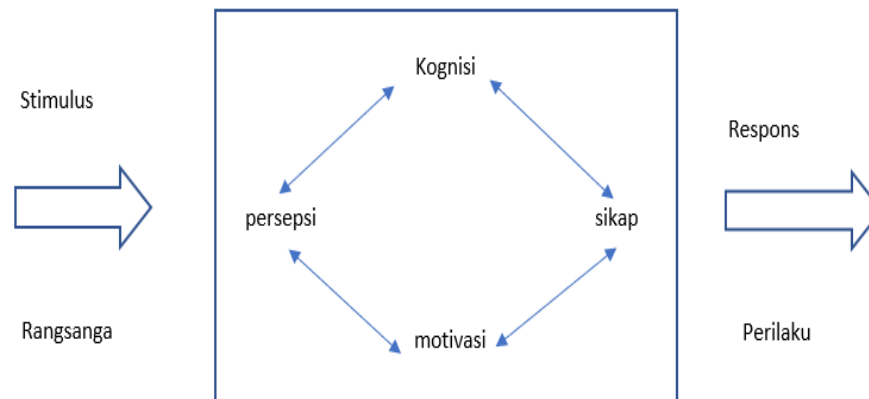 Kognisi
Stimulus
Respons
persepsi
sikap
Rangsanga
motivasi
Perilaku